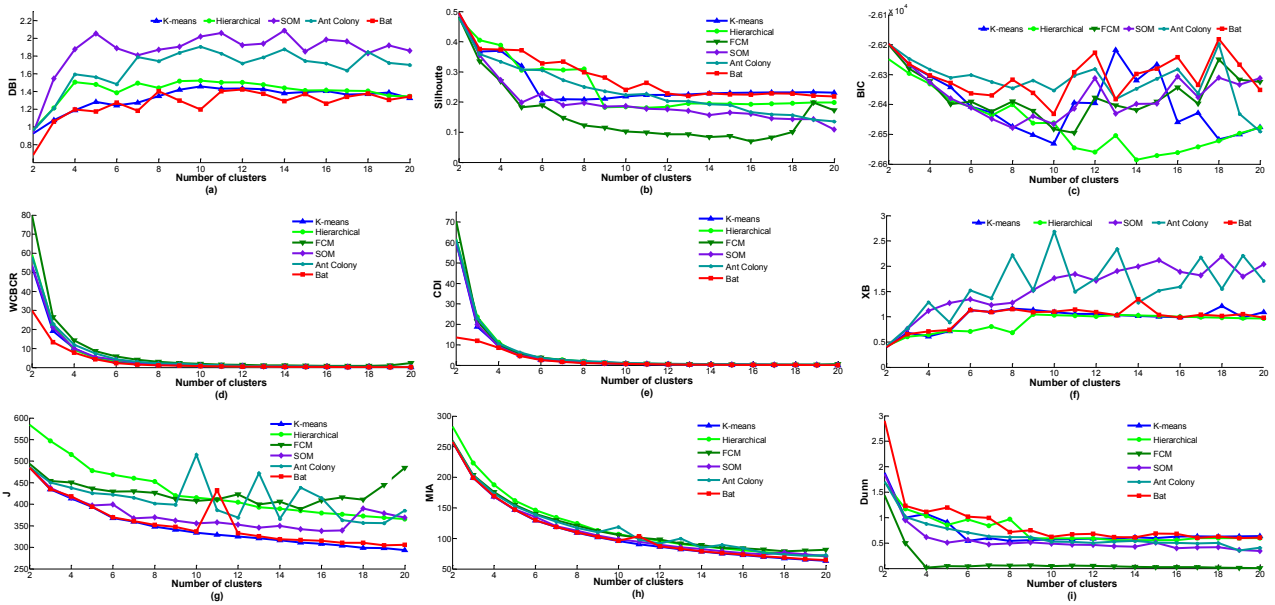 DBI
2.2
2
1.8
1.6
1.4
1.2
1
0.8
K-means Hierarchical SOM Ant Colony Bat
2 4 6 8 10 12 14 16 18 20
Number of clusters
(a)
Silhoutte
0.5
0.4
0.3
0.2
0.1
K-means
Hierarchical
FCM
SOM
Ant Colony
Bat
2 4 6 8 10 12 14 16 18 20
Number of clusters
(b)
BIC
-2.61 x 10^4
-2.62
-2.63
-2.64
-2.65
-2.66
K-means Hierarchical FCM SOM Ant Colony Bat
2 4 6 8 10 12 14 16 18 20
Number of clusters
(c)
WCBCR
80
70
60
50
40
30
20
10
0
K-means
Hierarchical
FCM
SOM
Ant Colony
Bat
2 4 6 8 10 12 14 16 18 20
Number of clusters
(d)
CDI
70
60
50
40
30
20
10
0
K-means
Hierarchical
FCM
SOM
Ant Colony
Bat
2 4 6 8 10 12 14 16 18 20
Number of clusters
(e)
XB
3
2.5
2
1.5
1
0.5
0
K-means Hierarchical SOM Ant Colony Bat
2 4 6 8 10 12 14 16 18 20
Number of clusters
(f)
J
600
550
500
450
400
350
300
250
K-means
Hierarchical
FCM
SOM
Ant Colony
Bat
2 4 6 8 10 12 14 16 18 20
Number of clusters
(g)
MIA
300
250
200
150
100
50
K-means
Hierarchical
FCM
SOM
Ant Colony
Bat
2 4 6 8 10 12 14 16 18 20
Number of clusters
(h)
Dunn
3
2.5
2
1.5
1
0.5
0
K-means
Hierarchical
FCM
SOM
Ant Colony
Bat
2 4 6 8 10 12 14 16 18 20
Number of clusters
(i)